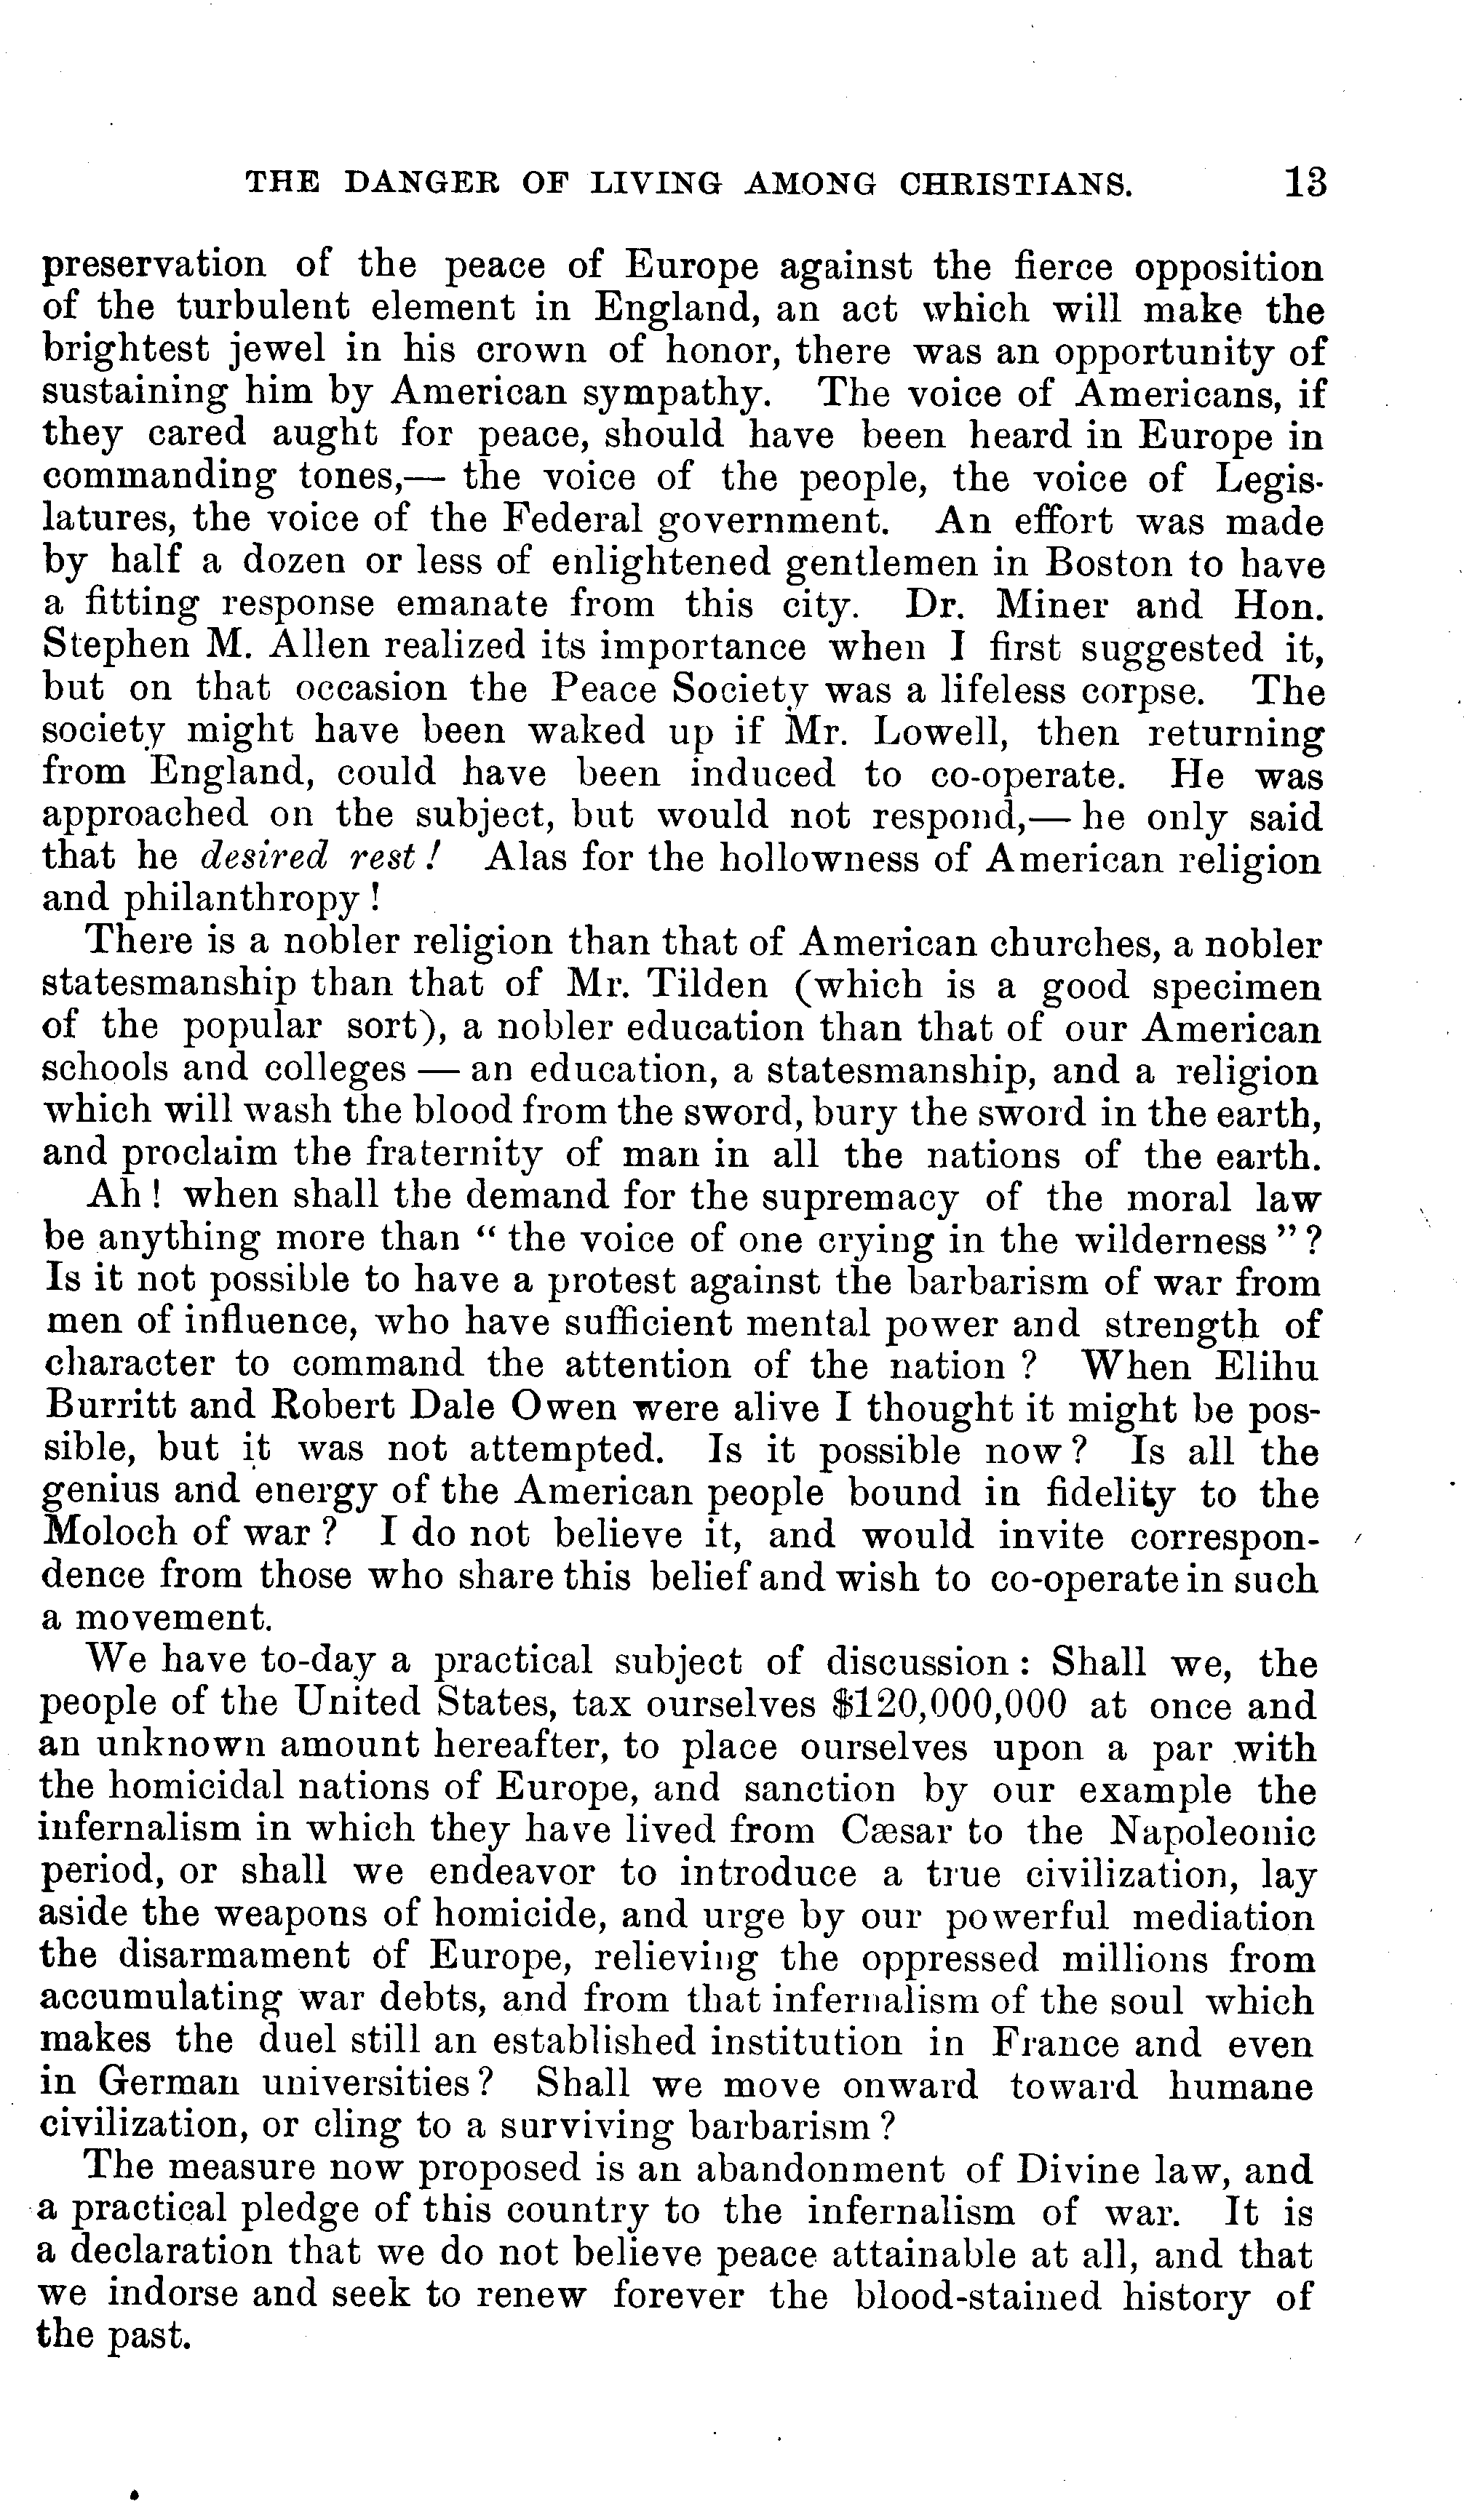 THE DANGER OF LIVING AMONG CHRISTIANS. 13
preservation of the peace of Europe against the fierce opposition
of the turbulent element in England, an act which will make the
brightest jewel in his crown of honor, there was an opportunity of
sustaining him by American sympathy. The voice of Americans, if
they cared aught for peace, should have been heard in Europe in
commanding tones,— the voice of the people, the voice of Legis-
latures, the voice of the Federal government. An effort was made
by half a dozen or less of enlightened gentlemen in Boston to have
a fitting response emanate from this city. Dr. Miner and Hon.
Stephen M. Allen realized its importance when I first suggested it,
but on that occasion the Peace Society was a lifeless corpse. The
society might have been waked up if Mr. Lowell, then returning
from England, could have been induced to co-operate. He was
approached on the subject, but would not respond,— he only said
that he desired rest! Alas for the hollowness of American religion
and philanthropy!
There is a nobler religion than that of American churches, a nobler
statesmanship than that of Mr. Tilden (which is a good specimen
of the popular sort), a nobler education than that of our American
schools and colleges — an education, a statesmanship, and a religion
which will wash the blood from the sword, bury the sword in the earth,
and proclaim the fraternity of man in all the nations of the earth.
Ah! when shall the demand for the supremacy of the moral law
be anything more than “ the voice of one crying in the wilderness ”?
Is it not possible to have a protest against the barbarism of war from
men of influence, who have sufficient mental power and strength of
character to command the attention of the nation? When Elihu
Burritt and Robert Dale Owen were alive I thought it might be pos-
sible, but it was not attempted. Is it possible now? Is all the
genius and energy of the American people bound in fidelity to the
Moloch of war? I do not believe it, and would invite correspon-
dence from those who share this belief and wish to co-operate in such
a movement.
We have to-day a practical subject of discussion: Shall we, the
people of the United States, tax ourselves $120,000,000 at once and
an unknown amount hereafter, to place ourselves upon a par with
the homicidal nations of Europe, and sanction by our example the
infernalism in which they have lived from Cæsar to the Napoleonic
period, or shall we endeavor to introduce a true civilization, lay
aside the weapons of homicide, and urge by our powerful mediation
the disarmament of Europe, relieving the oppressed millions from
accumulating war debts, and from that infernalism of the soul which
makes the duel still an established institution in France and even
in German universities? Shall we move onward toward humane
civilization, or cling to a surviving barbarism?
The measure now proposed is an abandonment of Divine law, and
a practical pledge of this country to the infernalism of war. It is
a declaration that we do not believe peace attainable at all, and that
we indorse and seek to renew forever the blood-stained history of
the past.